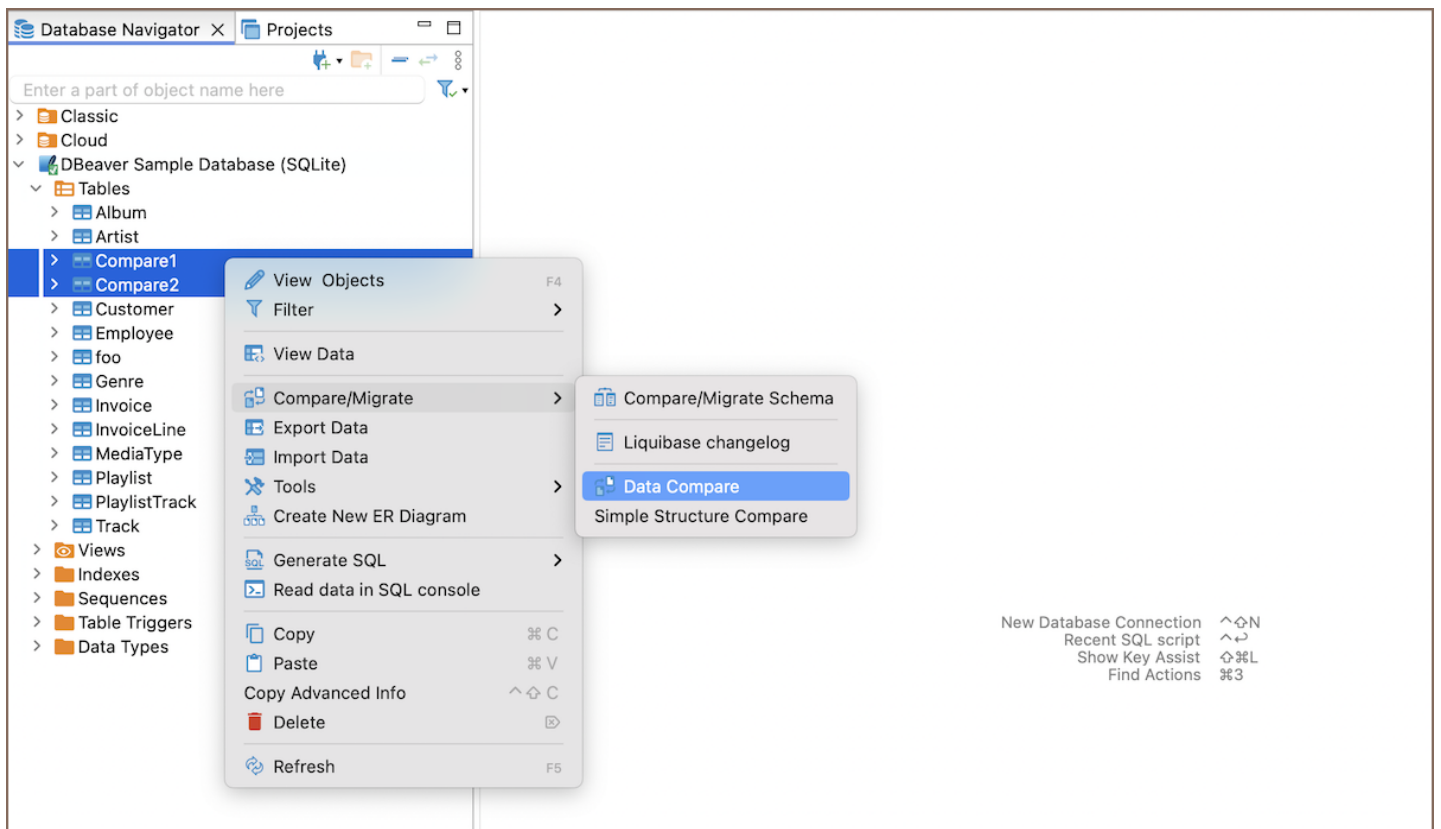 Database Navigator
Projects
Enter a part of object name here
Classic
Cloud
DBeaver Sample Database (SQLite)
Tables
Album
Artist
Compare1
Compare2
Customer
Employee
foo
Genre
Invoice
InvoiceLine
MediaType
Playlist
PlaylistTrack
Track
Views
Indexes
Sequences
Table Triggers
Data Types
View Objects F4
Filter
View Data
Compare/Migrate
Export Data
Import Data
Tools
Create New ER Diagram
Generate SQL
Read data in SQL console
Copy ⌘ C
Paste ⌘ V
Copy Advanced Info ^⇧ C
Delete ⌦
Refresh F5
Compare/Migrate Schema
Liquibase changelog
Data Compare
Simple Structure Compare
New Database Connection ^⇧N
Recent SQL script ^↩
Show Key Assist ⇧⌘L
Find Actions ⌘3